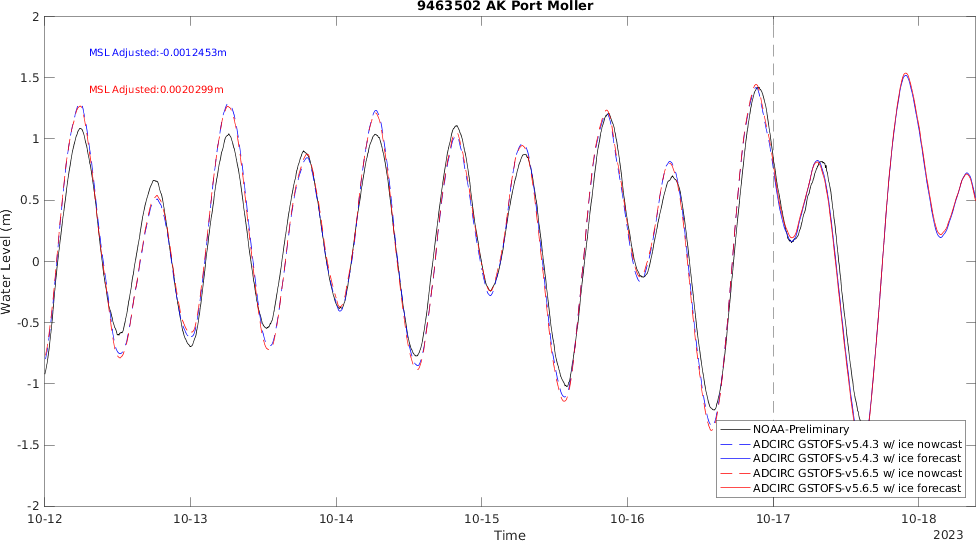 9463502 AK Port Moller
MSL Adjusted:-0.0012453m
MSL Adjusted:0.0020299m
Water Level (m)
2
1.5
1
0.5
0
-0.5
-1
-1.5
-2
NOAA-Preliminary
ADCIRC GSTOFS-v5.4.3 w/ ice nowcast
ADCIRC GSTOFS-v5.4.3 w/ ice forecast
ADCIRC GSTOFS-v5.6.5 w/ ice nowcast
ADCIRC GSTOFS-v5.6.5 w/ ice forecast
10-12 10-13 10-14 10-15 10-16 10-17 10-18
Time
2023